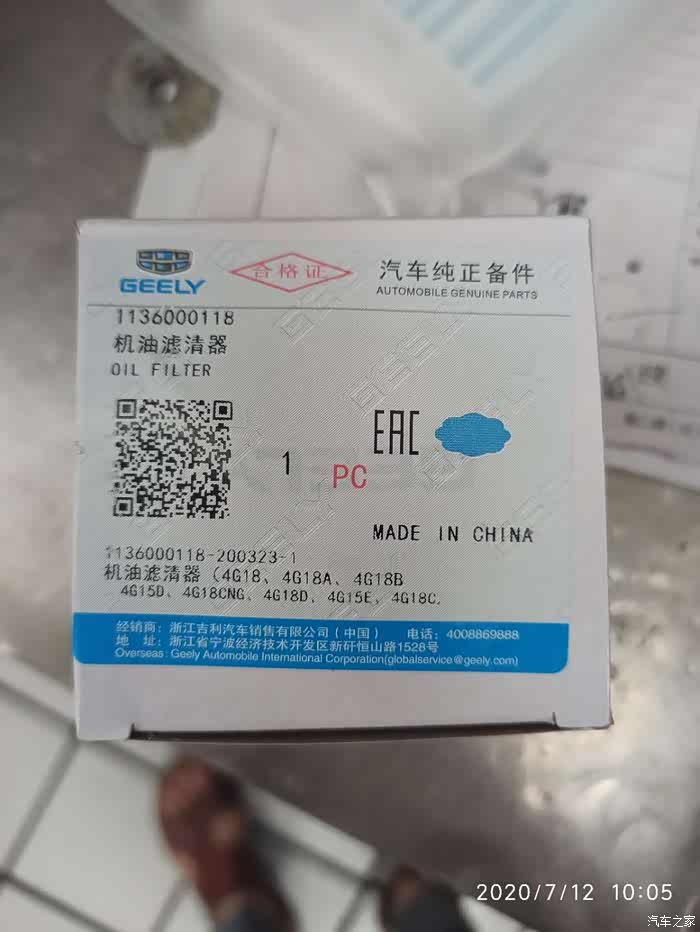 GEELY
合格证
汽车纯正备件
AUTOMOBILE GENUINE PARTS
1136000118
机油滤清器
OIL FILTER
EAC
1
PC
MADE IN CHINA
1136000118-200323-1
机油滤清器（4G18、4G18A、4G18B
4G15D、4G18CNG、4G18D、4G15E、4G18C、
经销商：浙江吉利汽车销售有限公司（中国） 电话：4008869888
地 址：浙江省宁波经济技术开发区新矸恒山路1528号
Overseas: Geely Automobile International Corporation(globalservice@geely.com)
2020/7/12 10:05
汽车之家